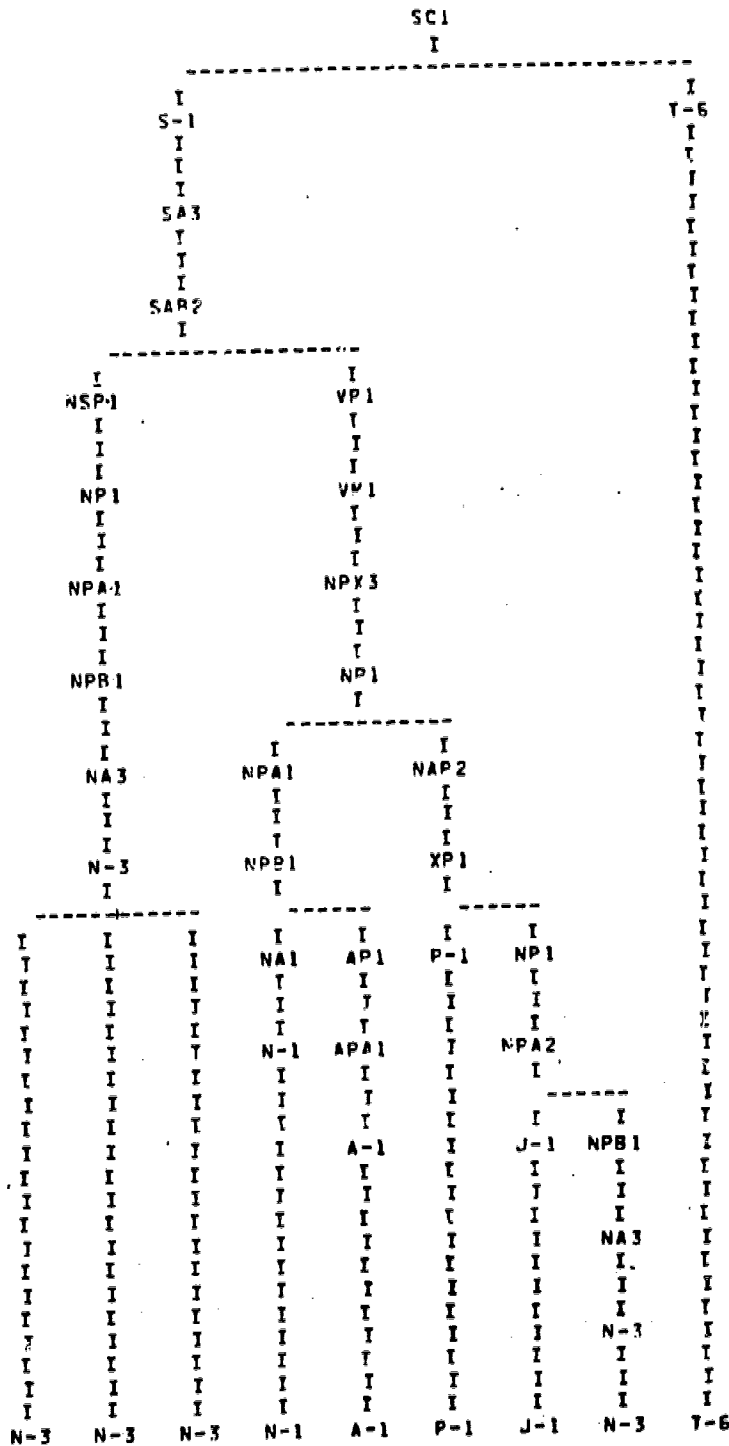 SC1
S-1 T-6
SA3
SAB2
NSP1 VP1
NP1 VM1
NPA1 NPX3
NPB1 NP1
NA3 NPA1 NAP2
N-3 NPB1 XP1
NA1 AP1 P-1 NP1
N-1 APA1 NPA2
A-1 J-1 NPB1
NA3
N-3
N-3 N-3 N-3 N-1 A-1 P-1 J-1 N-3 T-6